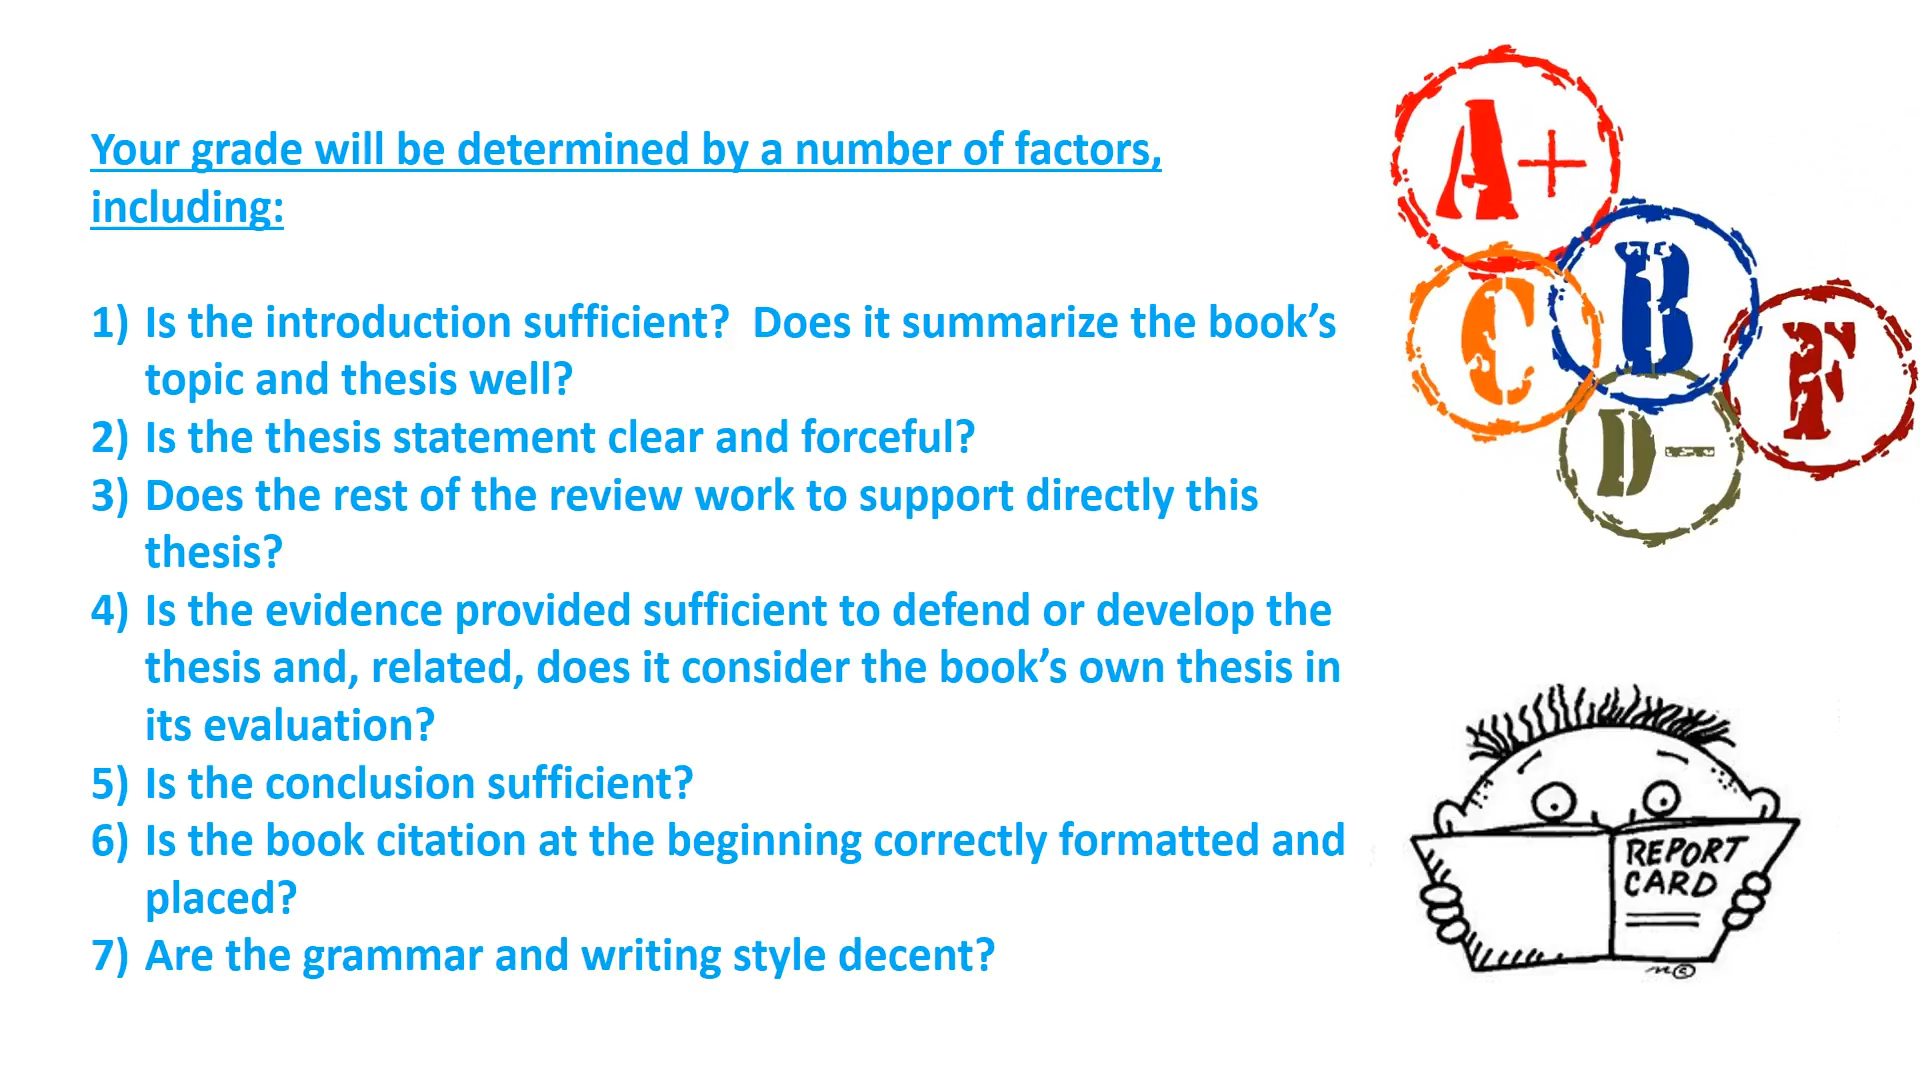 Your grade will be determined by a number of factors,
including:
1) Is the introduction sufficient?  Does it summarize the book’s
topic and thesis well?
2) Is the thesis statement clear and forceful?
3) Does the rest of the review work to support directly this
thesis?
4) Is the evidence provided sufficient to defend or develop the
thesis and, related, does it consider the book’s own thesis in
its evaluation?
5) Is the conclusion sufficient?
6) Is the book citation at the beginning correctly formatted and
placed?
7) Are the grammar and writing style decent?
A+
B
C
F
D-
REPORT
CARD